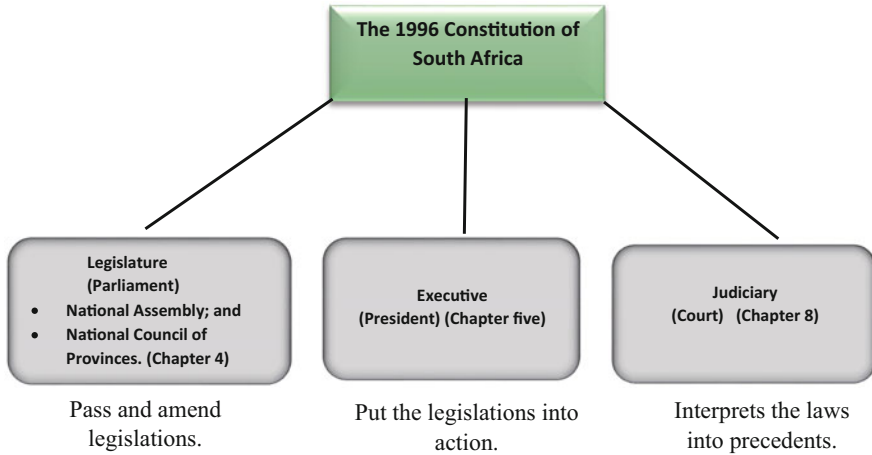 The 1996 Constitution of
South Africa
Legislature
(Parliament)
• National Assembly; and
• National Council of
Provinces. (Chapter 4)
Executive
(President) (Chapter five)
Judiciary
(Court) (Chapter 8)
Pass and amend
legislations.
Put the legislations into
action.
Interprets the laws
into precedents.